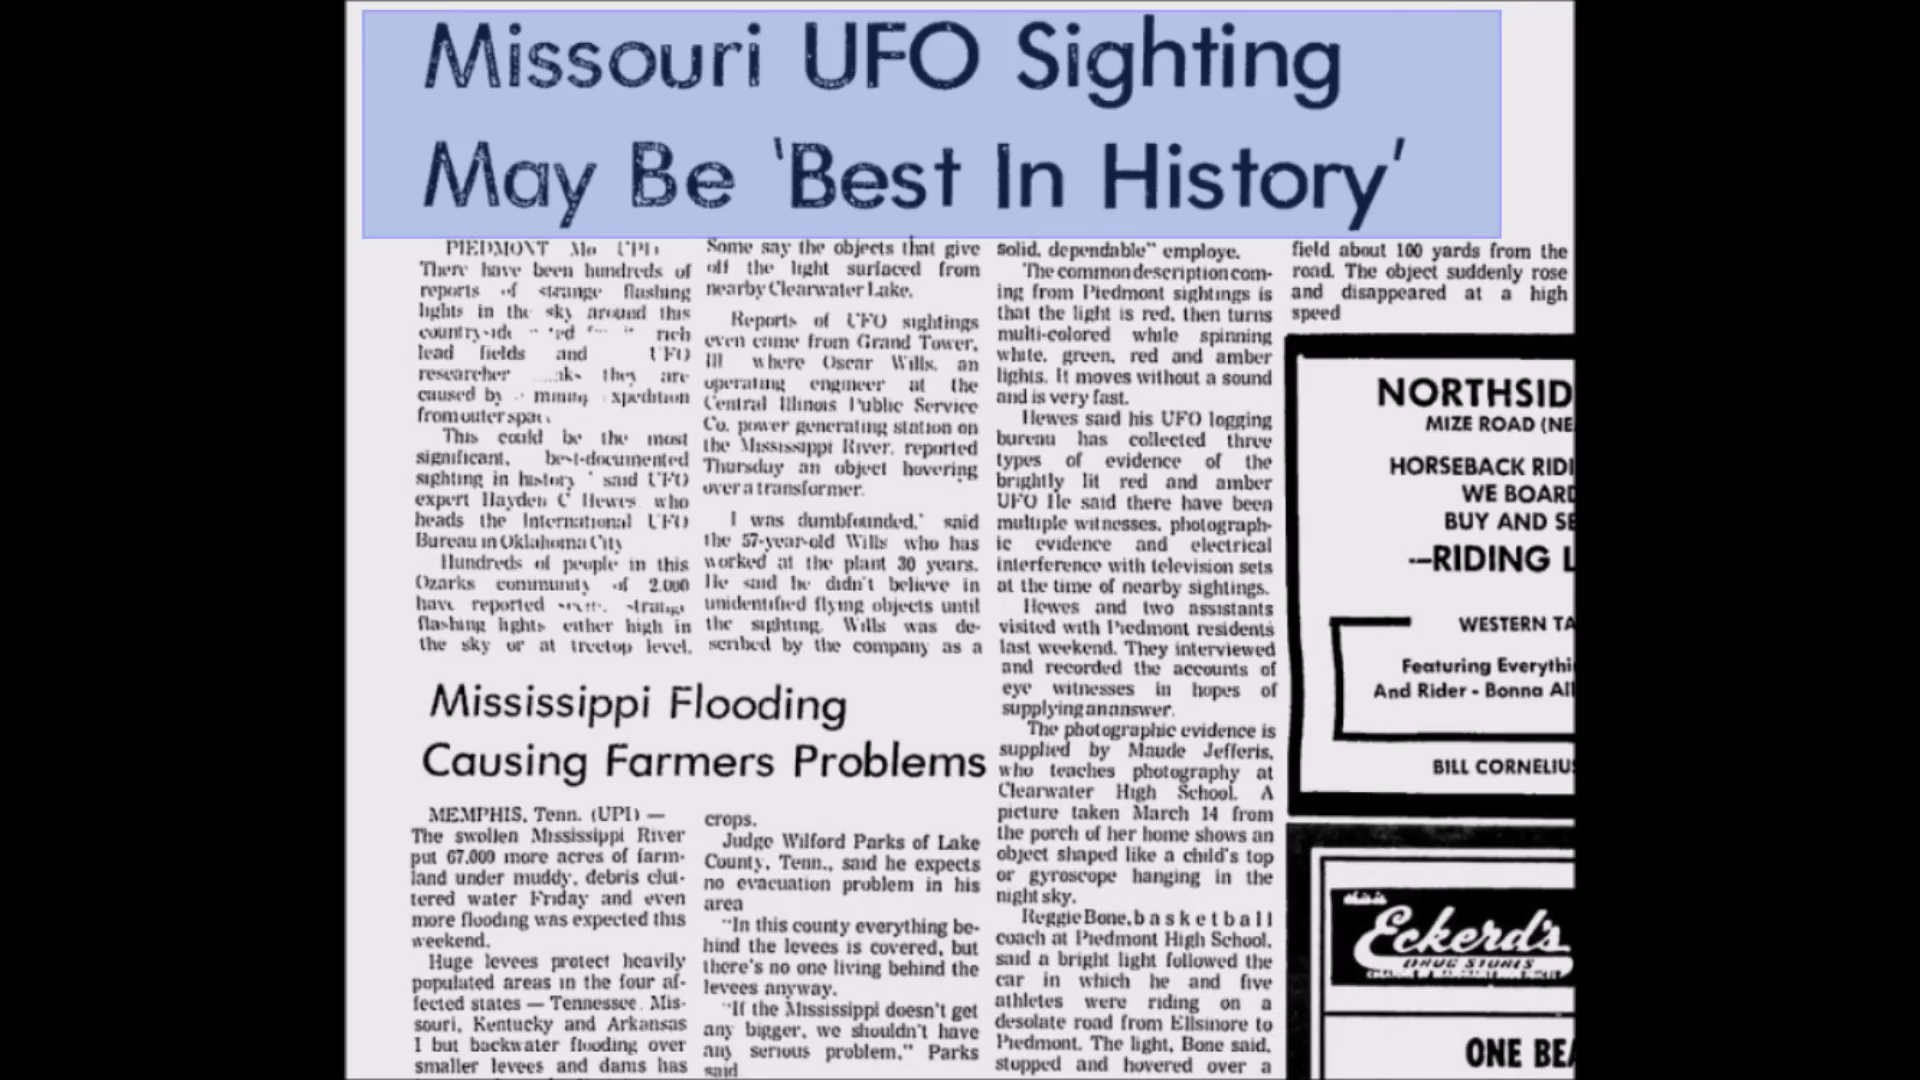 Missouri UFO Sighting
May Be 'Best In History'
PIEDMONT Mo UPI
There have been hundreds of
reports of strange flashing
lights in the sky around this
rich
lead fields and UFO
researcher they are
caused by mining
from outer
This could be the most
significant, best-documented
sighting in history " said UFO
expert Hayden C Hewes who
heads the International UFO
Bureau in Oklahoma City
Hundreds of people in this
Ozarks community of 2,000
have reported
flashing lights either high in
the sky or at treetop level.
Some say the objects that give
off the light surfaced from
nearby Clearwater Lake.
Reports of UFO sightings
even came from Grand Tower,
Ill where Oscar Wills, an
operating engineer at the
Central Illinois Public Service
Co. power generating station on
the Mississippi River, reported
Thursday an object hovering
over a transformer.
I was dumbfounded," said
the 57-year-old Wills who has
worked at the plant 30 years.
He said he didn't believe in
unidentified flying objects until
the sighting. Wills was de-
scribed by the company as a
solid, dependable" employe.
The common description com-
ing from Piedmont sightings is
that the light is red, then turns
multi-colored while spinning
white, green, red and amber
lights. It moves without a sound
and is very fast.
Hewes said his UFO logging
bureau has collected three
types of evidence of the
brightly lit red and amber
UFO He said there have been
multiple witnesses, photograph-
ic evidence and electrical
interference with television sets
at the time of nearby sightings.
Hewes and two assistants
visited with Piedmont residents
last weekend. They interviewed
and recorded the accounts of
eye witnesses in hopes of
supplying an answer.
The photographic evidence is
supplied by Maude Jefferis,
who teaches photography at
Clearwater High School. A
picture taken March 14 from
the porch of her home shows an
object shaped like a child's top
or gyroscope hanging in the
night sky.
Reggie Bone, basketball
coach at Piedmont High School,
said a bright light followed the
car in which he and five
athletes were riding on a
desolate road from Ellsinore to
Piedmont. The light, Bone said,
stopped and hovered over a
field about 100 yards from the
road. The object suddenly rose
and disappeared at a high
speed
Mississippi Flooding
Causing Farmers Problems
MEMPHIS, Tenn. (UPI) —
The swollen Mississippi River
put 67,000 more acres of farm-
land under muddy, debris clut-
tered water Friday and even
more flooding was expected this
weekend.
Huge levees protect heavily
populated areas in the four af-
fected states — Tennessee, Mis-
souri, Kentucky and Arkansas
I but backwater flooding over
smaller levees and dams has
crops.
Judge Wilford Parks of Lake
County, Tenn., said he expects
no evacuation problem in his
area
"In this county everything be-
hind the levees is covered, but
there's no one living behind the
levees anyway.
"If the Mississippi doesn't get
any bigger, we shouldn't have
any serious problem," Parks
said
NORTHSID
MIZE ROAD (NE
HORSEBACK RIDI
WE BOARD
BUY AND SE
—RIDING L
WESTERN TA
Featuring Everythi
And Rider - Bonna All
BILL CORNELIUS
Eckerd's
DRUG STORES
ONE BEA